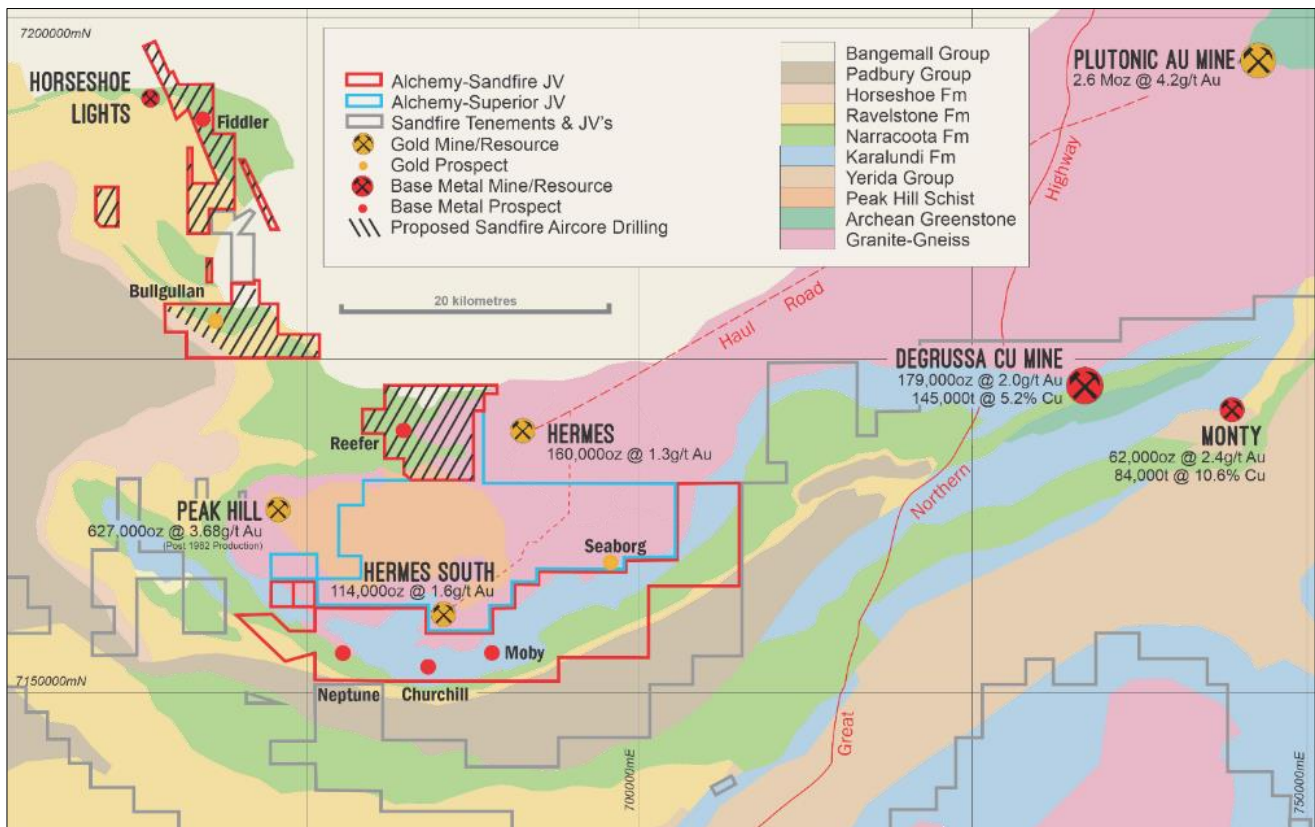 7200000mN
HORSESHOE
LIGHTS
Fiddler
Alchemy-Sandfire JV
Alchemy-Superior JV
Sandfire Tenements & JV's
Gold Mine/Resource
Gold Prospect
Base Metal Mine/Resource
Base Metal Prospect
Proposed Sandfire Aircore Drilling
Bangemall Group
Padbury Group
Horseshoe Fm
Ravelstone Fm
Narracoota Fm
Karalundi Fm
Yerida Group
Peak Hill Schist
Archean Greenstone
Granite-Gneiss
PLUTONIC AU MINE
2.6 Moz @ 4.2g/t Au
Highway
Bullgullan
20 kilometres
Haul Road
DEGRUSSA CU MINE
179,000oz @ 2.0g/t Au
145,000t @ 5.2% Cu
Reefer
HERMES
160,000oz @ 1.3g/t Au
MONTY
62,000oz @ 2.4g/t Au
84,000t @ 10.6% Cu
PEAK HILL
627,000oz @ 3.68g/t Au
(Post 1982 Production)
Northern
Seaborg
HERMES SOUTH
114,000oz @ 1.6g/t Au
Moby
7150000mN
Neptune
Churchill
Great
700000mE
750000mE